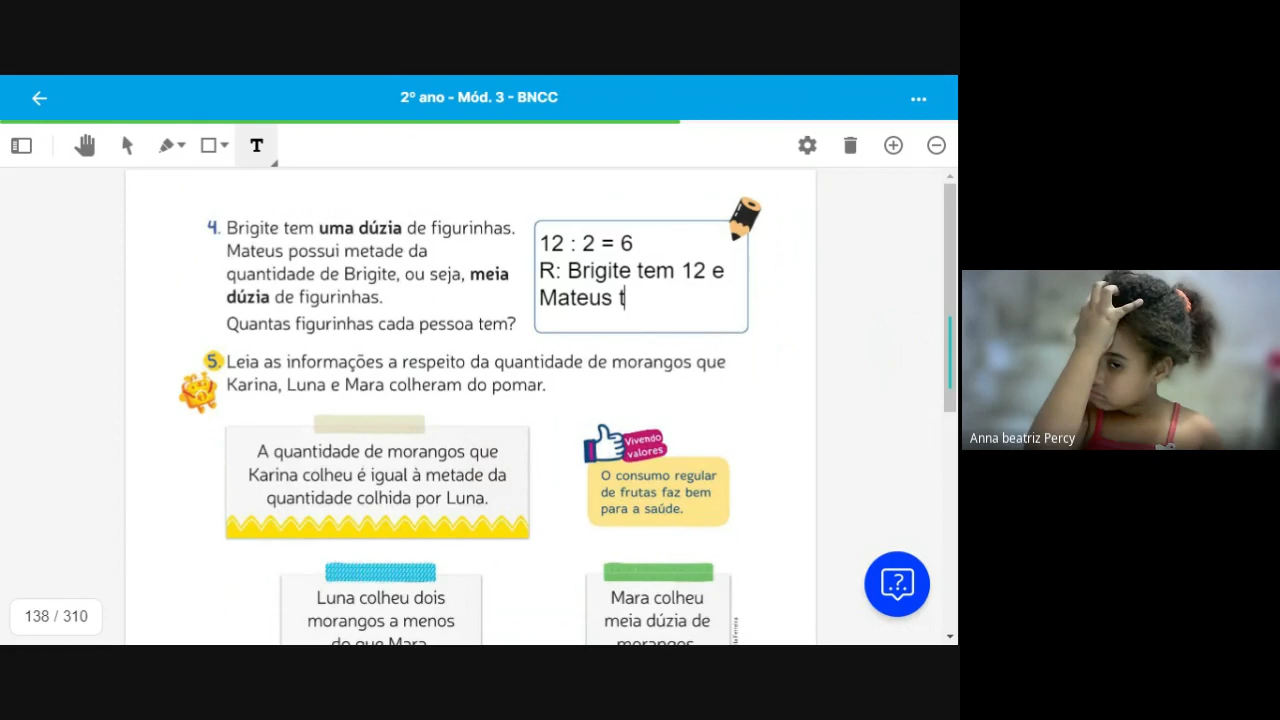 2º ano - Mód. 3 - BNCC
T
4. Brigite tem uma dúzia de figurinhas.
Mateus possui metade da
quantidade de Brigite, ou seja, meia
dúzia de figurinhas.
Quantas figurinhas cada pessoa tem?
12 : 2 = 6
R: Brigite tem 12 e
Mateus t
5. Leia as informações a respeito da quantidade de morangos que
Karina, Luna e Mara colheram do pomar.
A quantidade de morangos que
Karina colheu é igual à metade da
quantidade colhida por Luna.
Vivendo
valores
O consumo regular
de frutas faz bem
para a saúde.
Luna colheu dois
morangos a menos
do que Mara
Mara colheu
meia dúzia de
morangos
138 / 310
?
Anna beatriz Percy